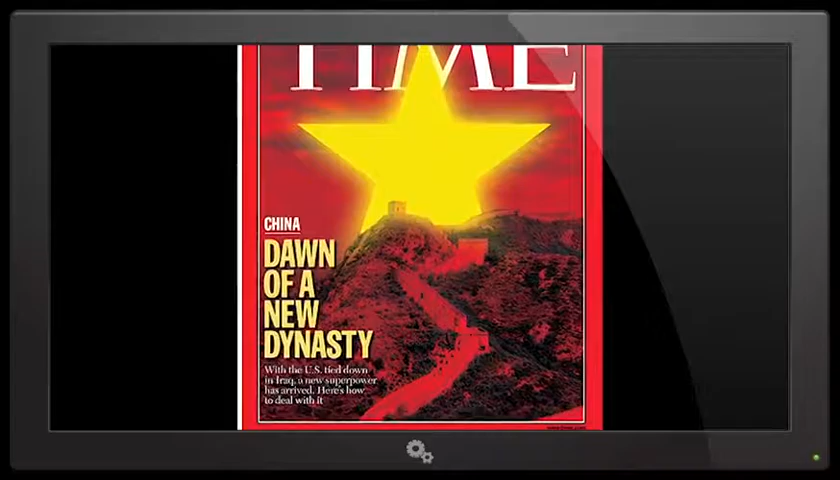 TIME
CHINA
DAWN
OF A
NEW
DYNASTY
With the U.S. tied down
in Iraq, a new superpower
has arrived. Here's how
to deal with it